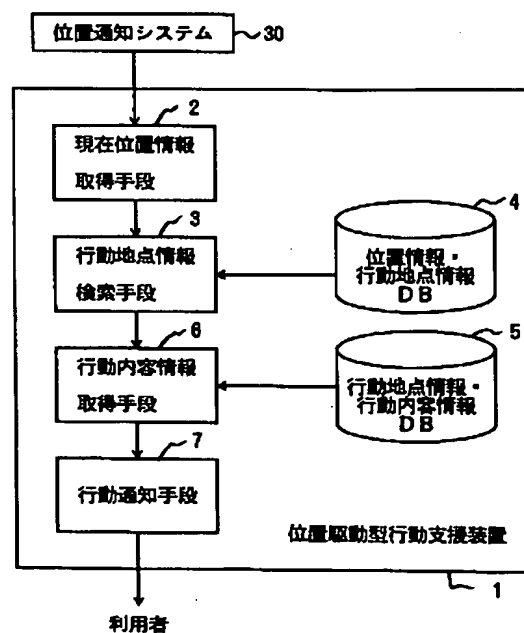 位置通知システム
30
2
現在位置情報
取得手段
3
行動地点情報
検索手段
4
位置情報・
行動地点情報
DB
6
行動内容情報
取得手段
5
行動地点情報・
行動内容情報
DB
7
行動通知手段
位置駆動型行動支援装置
1
利用者